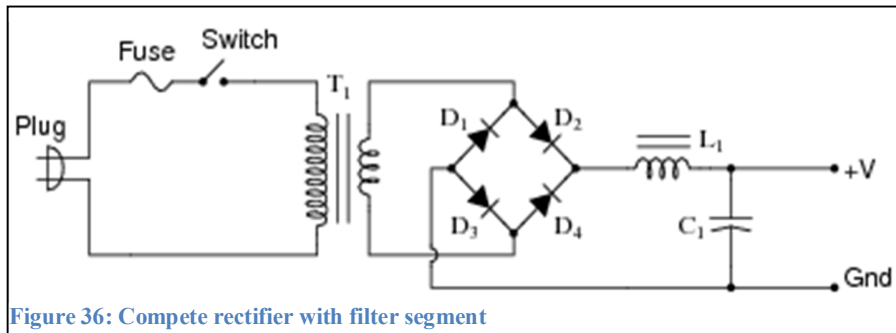 Switch
Fuse
T1
Plug
D1
D2
L1
+V
D3
D4
C1
Gnd
Figure 36: Compete rectifier with filter segment